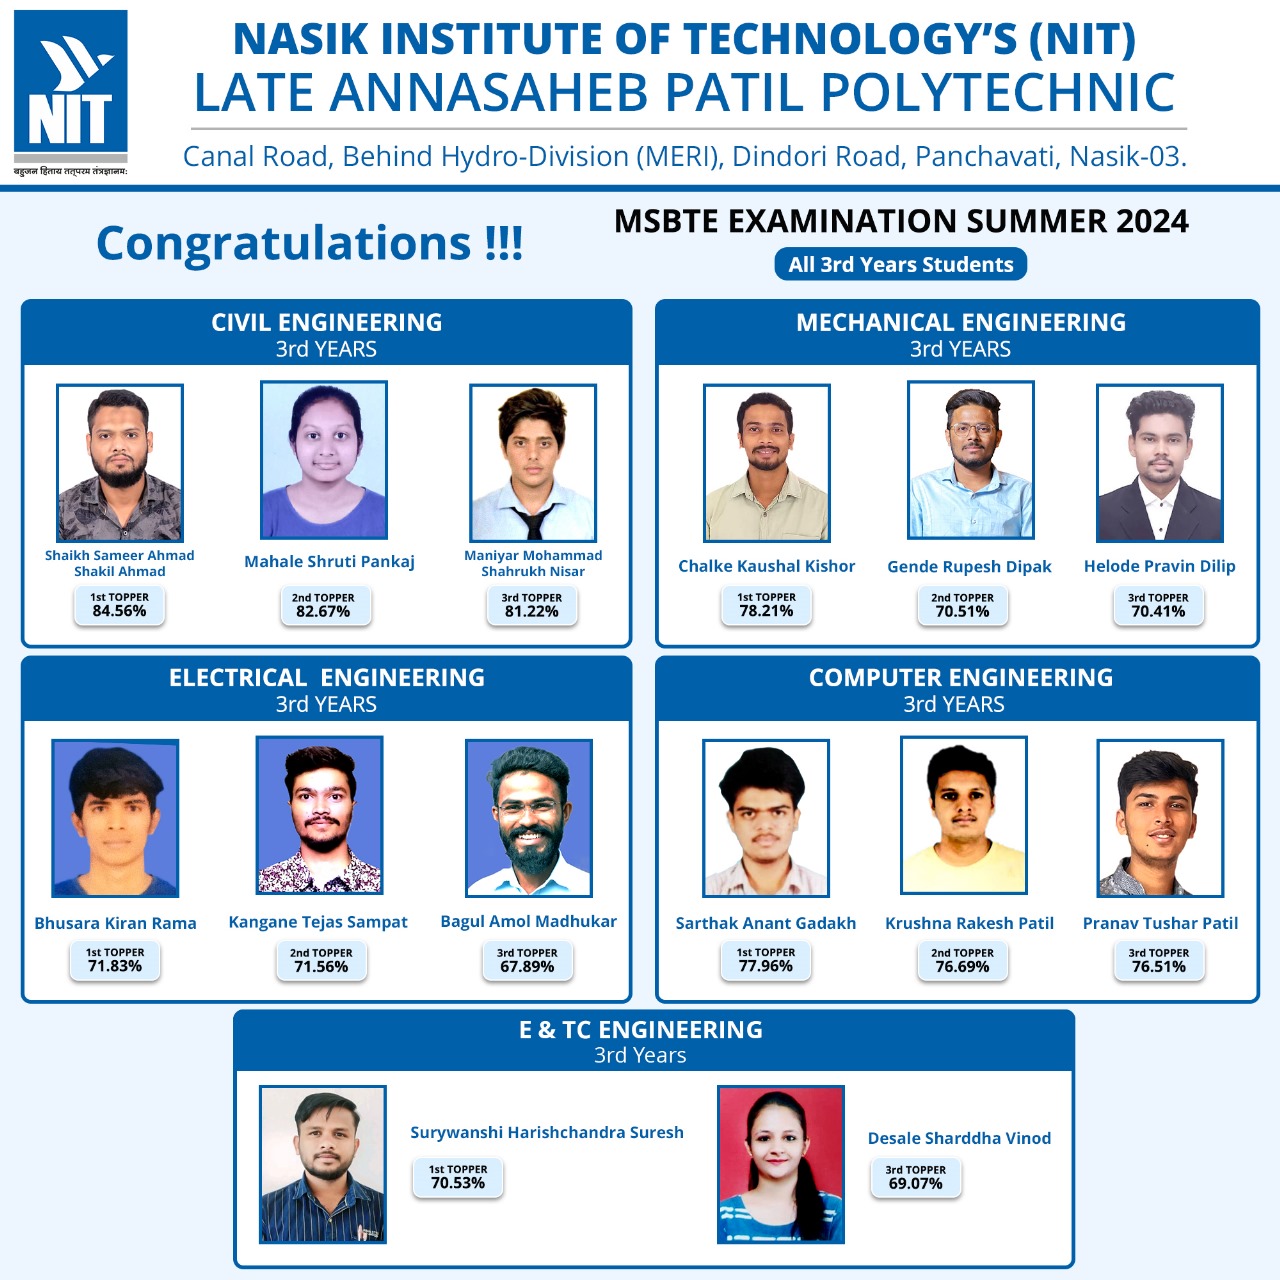 NIT
बहुजन हिताय तत्परम तंत्रज्ञानम:
NASIK INSTITUTE OF TECHNOLOGY’S (NIT)
LATE ANNASAHEB PATIL POLYTECHNIC
Canal Road, Behind Hydro-Division (MERI), Dindori Road, Panchavati, Nasik-03.
Congratulations !!!
MSBTE EXAMINATION SUMMER 2024
All 3rd Years Students
CIVIL ENGINEERING
3rd YEARS
Shaikh Sameer Ahmad
Shakil Ahmad
1st TOPPER
84.56%
Mahale Shruti Pankaj
2nd TOPPER
82.67%
Maniyar Mohammad
Shahrukh Nisar
3rd TOPPER
81.22%
MECHANICAL ENGINEERING
3rd YEARS
Chalke Kaushal Kishor
1st TOPPER
78.21%
Gende Rupesh Dipak
2nd TOPPER
70.51%
Helode Pravin Dilip
3rd TOPPER
70.41%
ELECTRICAL ENGINEERING
3rd YEARS
Bhusara Kiran Rama
1st TOPPER
71.83%
Kangane Tejas Sampat
2nd TOPPER
71.56%
Bagul Amol Madhukar
3rd TOPPER
67.89%
COMPUTER ENGINEERING
3rd YEARS
Sarthak Anant Gadakh
1st TOPPER
77.96%
Krushna Rakesh Patil
2nd TOPPER
76.69%
Pranav Tushar Patil
3rd TOPPER
76.51%
E & TC ENGINEERING
3rd Years
Surywanshi Harishchandra Suresh
1st TOPPER
70.53%
Desale Sharddha Vinod
3rd TOPPER
69.07%